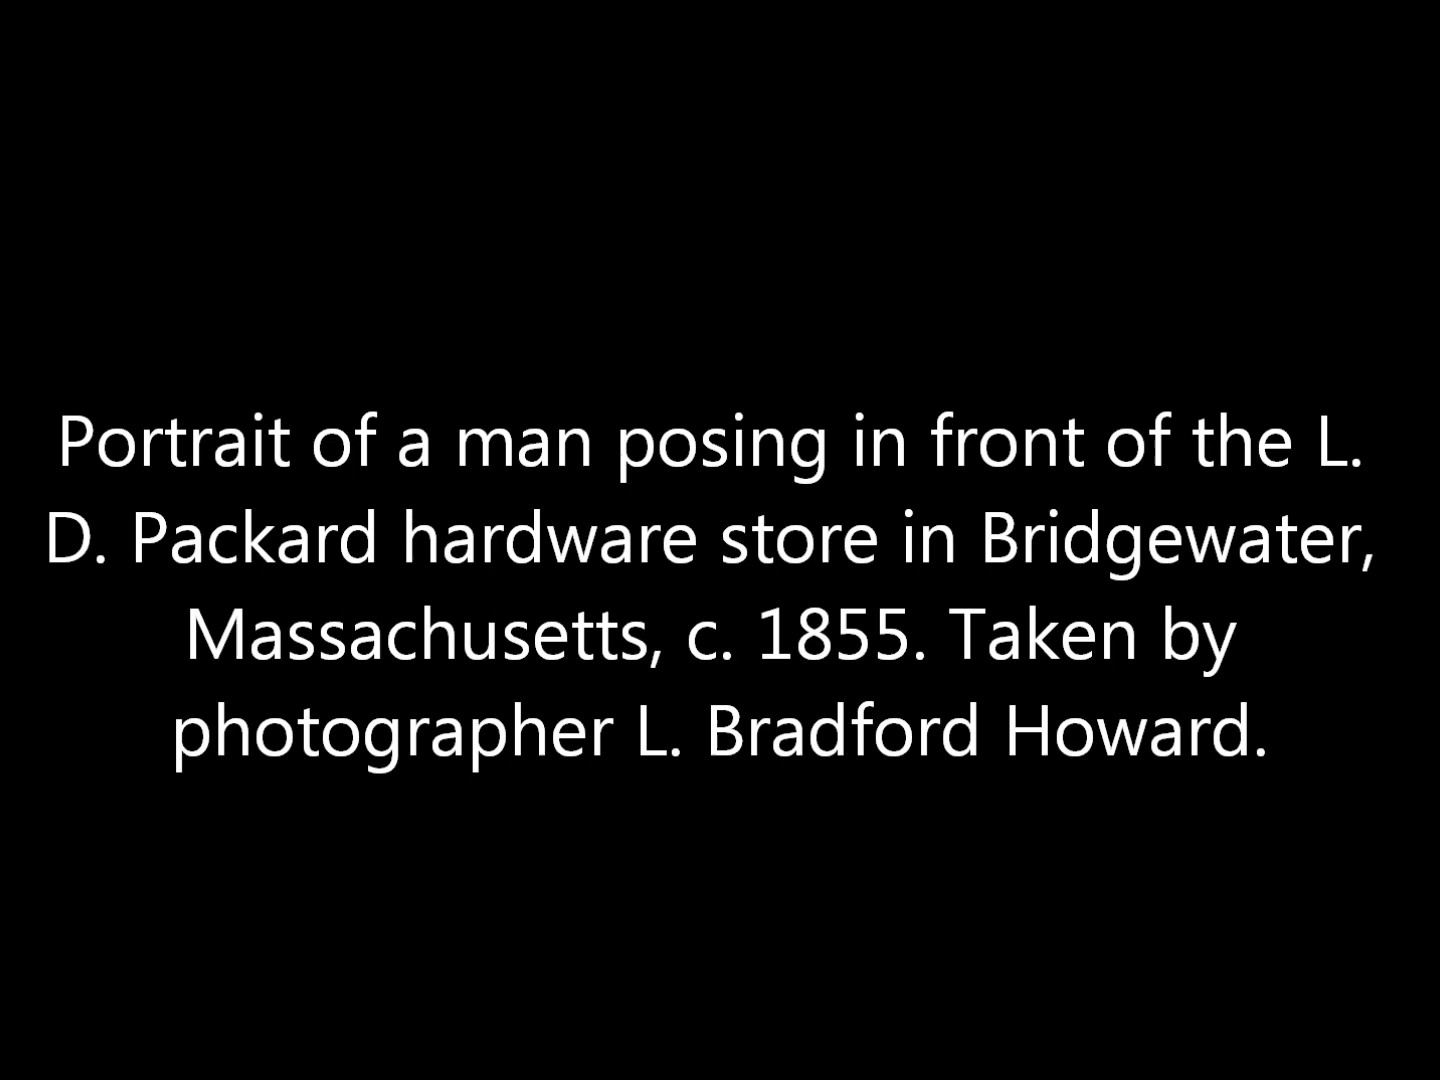 Portrait of a man posing in front of the L.
D. Packard hardware store in Bridgewater,
Massachusetts, c. 1855. Taken by
photographer L. Bradford Howard.